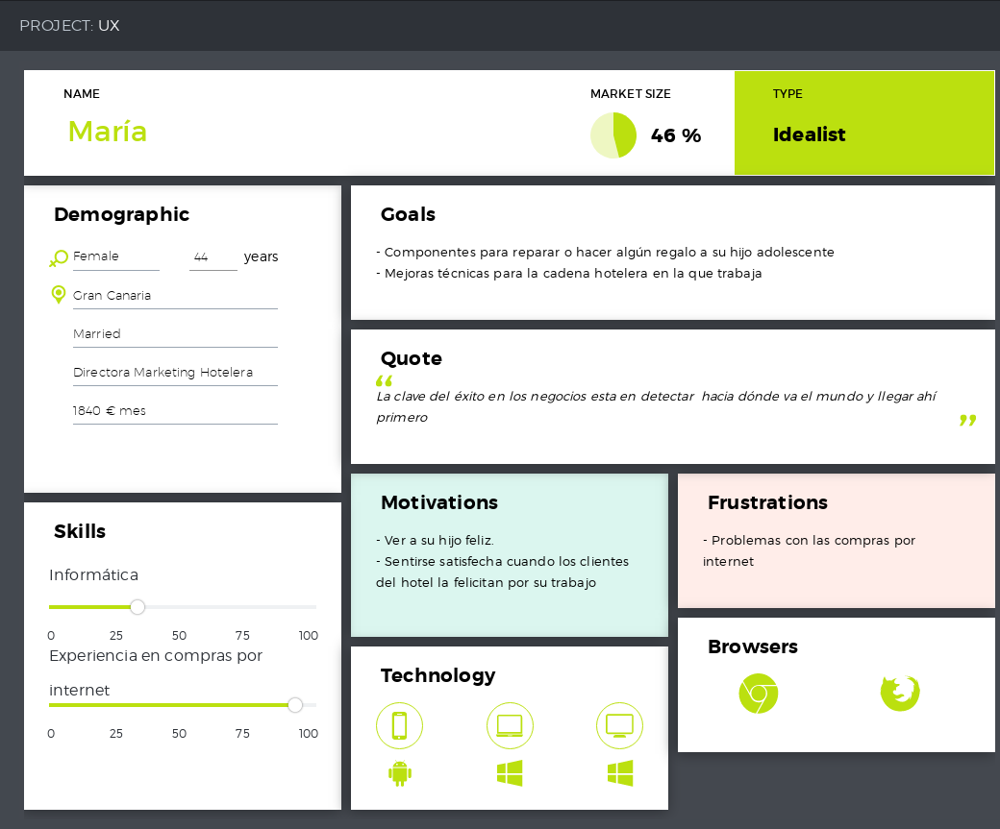 PROJECT: UX
NAME
María
MARKET SIZE
46 %
TYPE
Idealist
Demographic
Female 44 years
Gran Canaria
Married
Directora Marketing Hotelera
1840 € mes
Goals
- Componentes para reparar o hacer algún regalo a su hijo adolescente
- Mejoras técnicas para la cadena hotelera en la que trabaja
Quote
“
La clave del éxito en los negocios esta en detectar  hacia dónde va el mundo y llegar ahí
primero
”
Skills
Informática
0 25 50 75 100
Experiencia en compras por
internet
0 25 50 75 100
Motivations
- Ver a su hijo feliz.
- Sentirse satisfecha cuando los clientes
del hotel la felicitan por su trabajo
Frustrations
- Problemas con las compras por
internet
Technology
Browsers